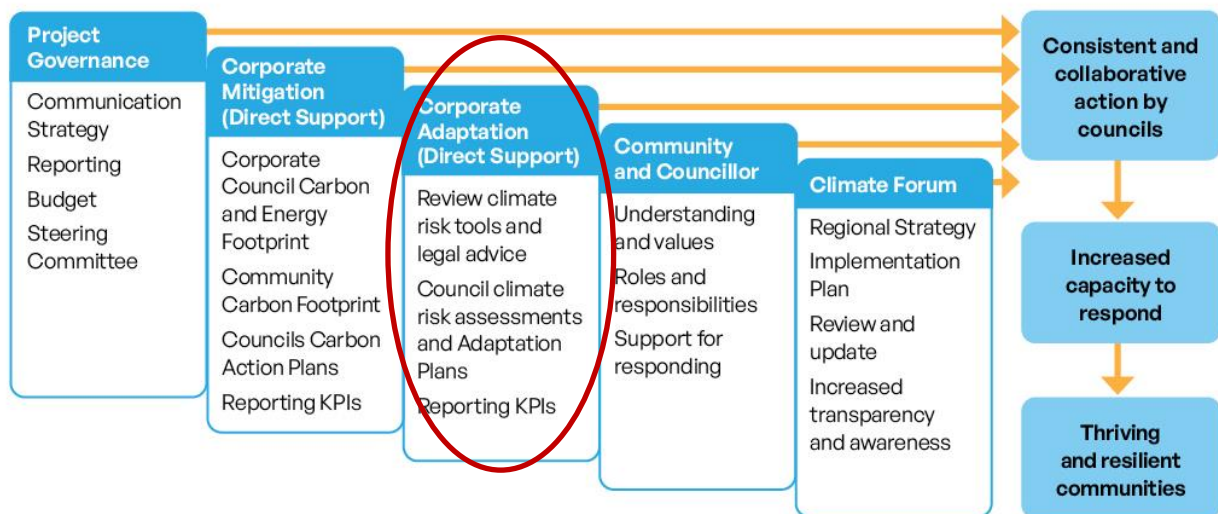 Project
Governance
Communication
Strategy
Reporting
Budget
Steering
Committee
Corporate
Mitigation
(Direct Support)
Corporate
Council Carbon
and Energy
Footprint
Community
Carbon Footprint
Councils Carbon
Action Plans
Reporting KPIs
Corporate
Adaptation
(Direct Support)
Review climate
risk tools and
legal advice
Council climate
risk assessments
and Adaptation
Plans
Reporting KPIs
Community
and Councillor
Understanding
and values
Roles and
responsibilities
Support for
responding
Climate Forum
Regional Strategy
Implementation
Plan
Review and
update
Increased
transparency
and awareness
Consistent and
collaborative
action by
councils
Increased
capacity to
respond
Thriving
and resilient
communities